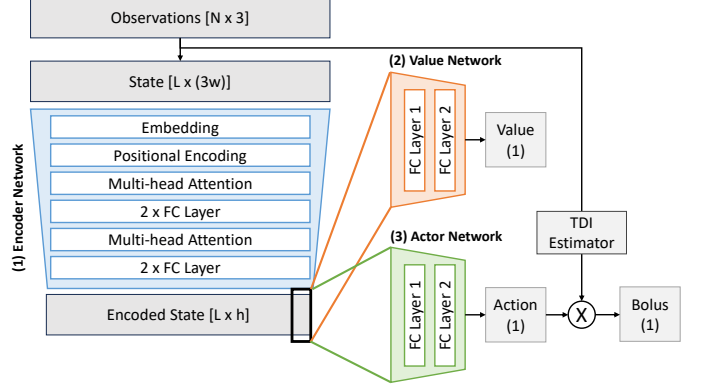 Observations [N x 3]
State [L x (3w)]
(1) Encoder Network
Embedding
Positional Encoding
Multi-head Attention
2 x FC Layer
Multi-head Attention
2 x FC Layer
Encoded State [L x h]
(2) Value Network
FC Layer 1
FC Layer 2
Value
(1)
(3) Actor Network
FC Layer 1
FC Layer 2
Action
(1)
TDI
Estimator
X
Bolus
(1)